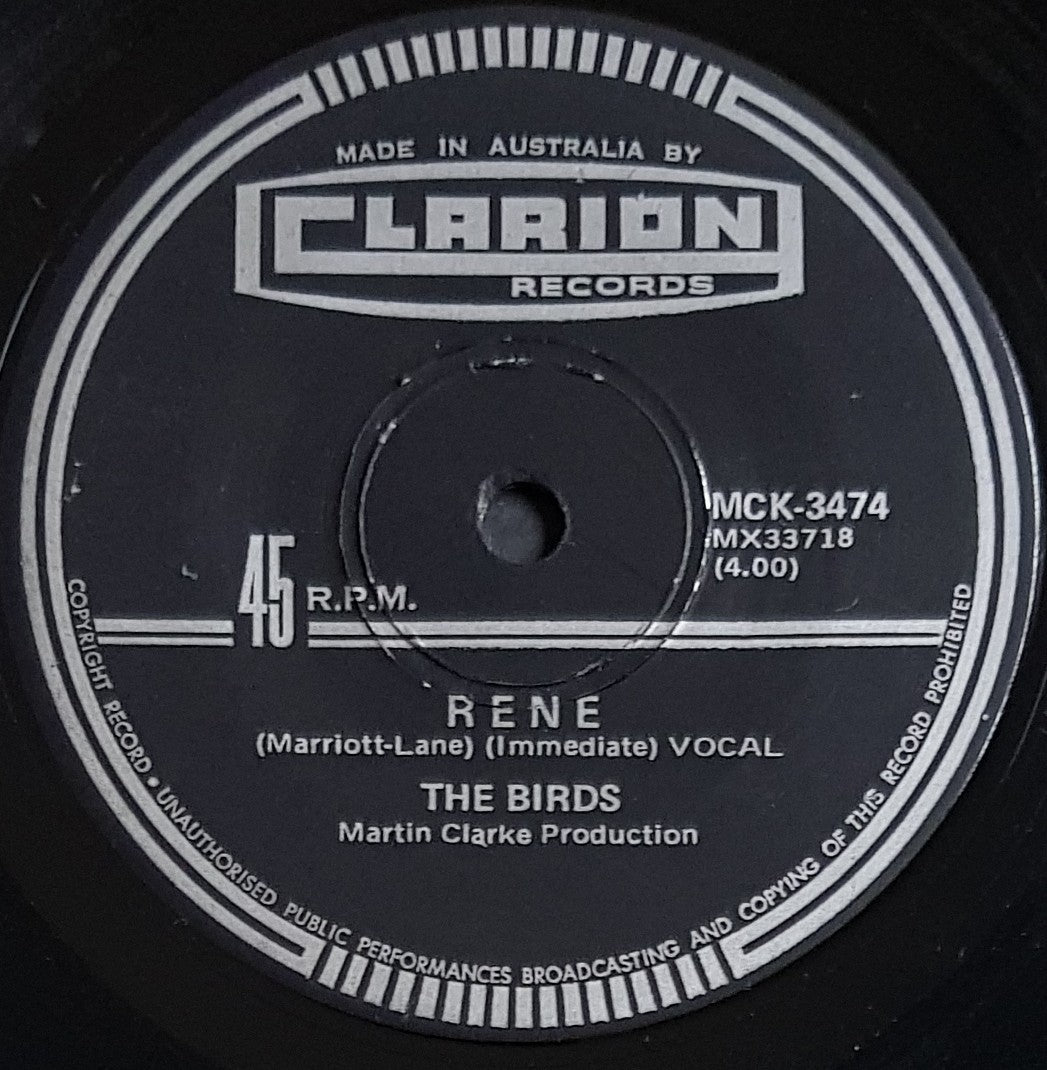 MADE IN AUSTRALIA BY
CLARION
RECORDS
MCK-3474
MX33718
(4.00)
45 R.P.M.
RENE
(Marriott-Lane) (Immediate) VOCAL
THE BIRDS
Martin Clarke Production
COPYRIGHT RECORD • UNAUTHORISED PUBLIC PERFORMANCES BROADCASTING AND COPYING OF THIS RECORD PROHIBITED